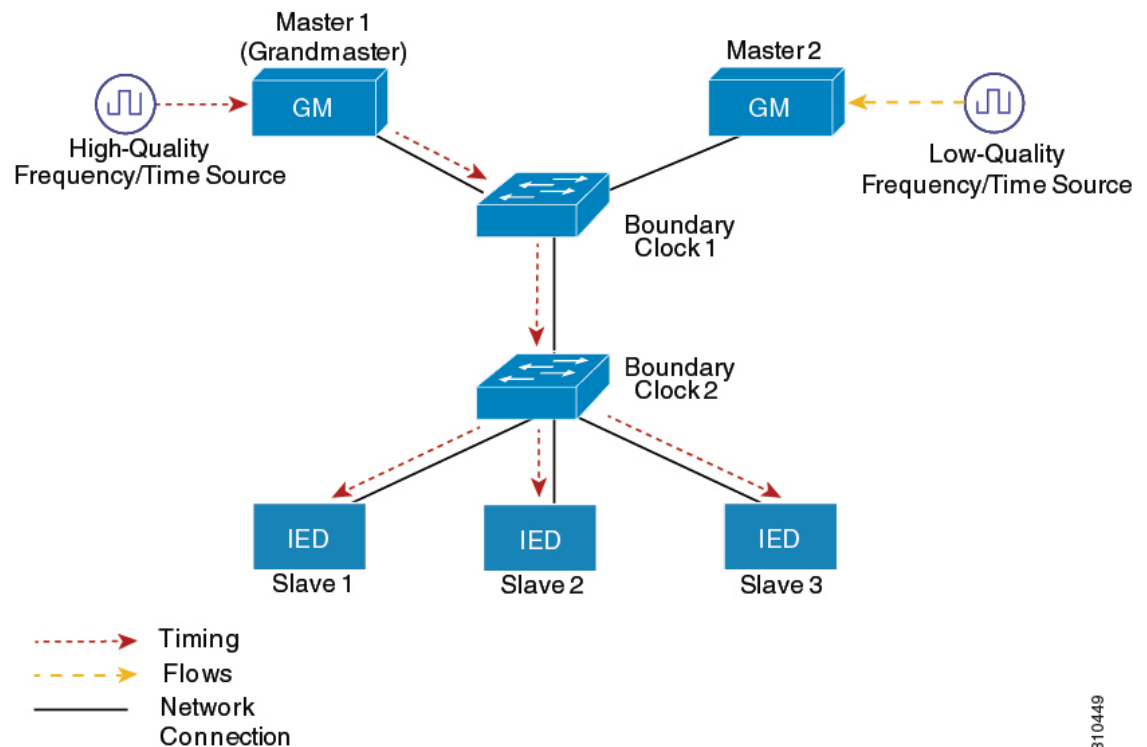 Master 1
(Grandmaster)
Master 2
GM
GM
High-Quality
Frequency/Time Source
Low-Quality
Frequency/Time Source
Boundary
Clock 1
Boundary
Clock 2
IED
IED
IED
Slave 1
Slave 2
Slave 3
Timing
Flows
Network
Connection
310449